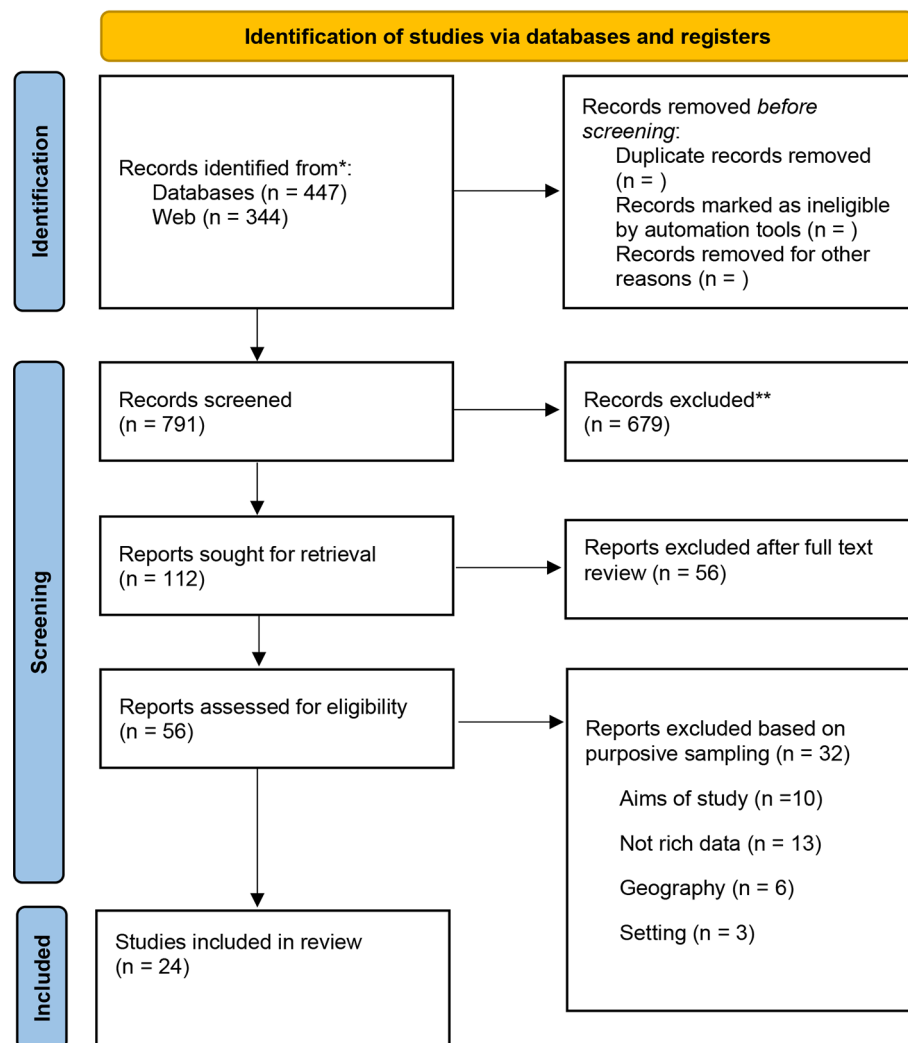 Identification of studies via databases and registers
Identification
Records identified from*:
Databases (n = 447)
Web (n = 344)
Records removed before
screening:
Duplicate records removed
(n = )
Records marked as ineligible
by automation tools (n = )
Records removed for other
reasons (n = )
Screening
Records screened
(n = 791)
Records excluded**
(n = 679)
Reports sought for retrieval
(n = 112)
Reports excluded after full text
review (n = 56)
Reports assessed for eligibility
(n = 56)
Reports excluded based on
purposive sampling (n = 32)
Aims of study (n =10)
Not rich data (n = 13)
Geography (n = 6)
Setting (n = 3)
Included
Studies included in review
(n = 24)